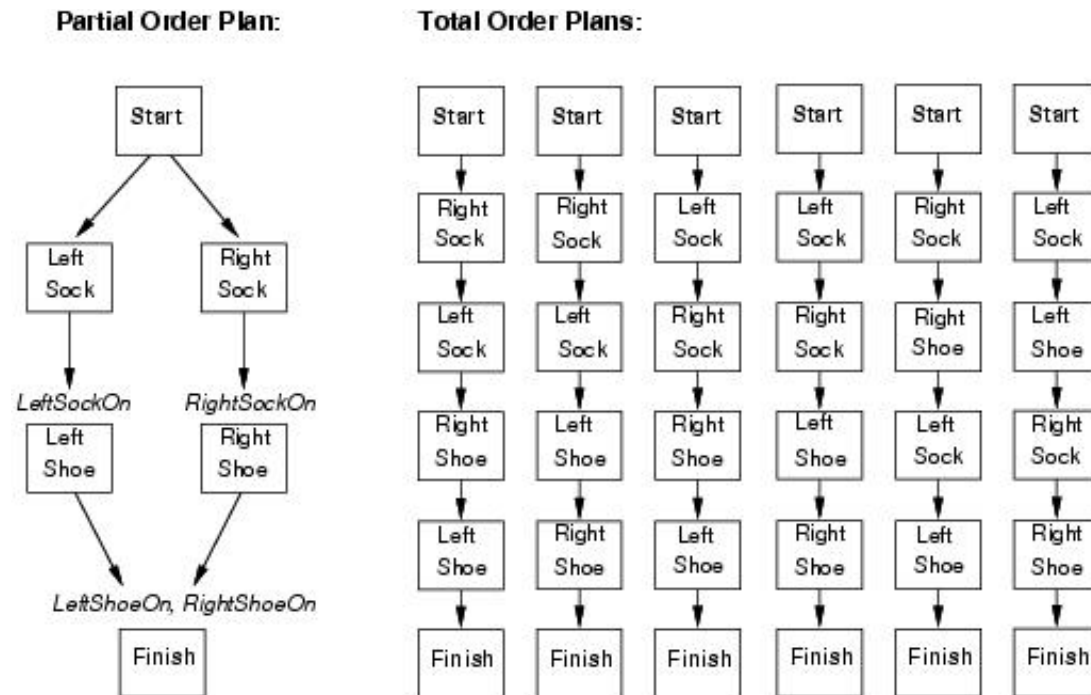 Partial Order Plan:
Total Order Plans:
Start
Left
Sock
Right
Sock
LeftSockOn
RightSockOn
Left
Shoe
Right
Shoe
LeftShoeOn, RightShoeOn
Finish
Start
Right
Sock
Left
Sock
Right
Shoe
Left
Shoe
Finish
Start
Right
Sock
Left
Sock
Left
Shoe
Right
Shoe
Finish
Start
Left
Sock
Right
Sock
Right
Shoe
Left
Shoe
Finish
Start
Left
Sock
Right
Sock
Left
Shoe
Right
Shoe
Finish
Start
Right
Sock
Right
Shoe
Left
Sock
Left
Shoe
Finish
Start
Left
Sock
Left
Shoe
Right
Sock
Right
Shoe
Finish